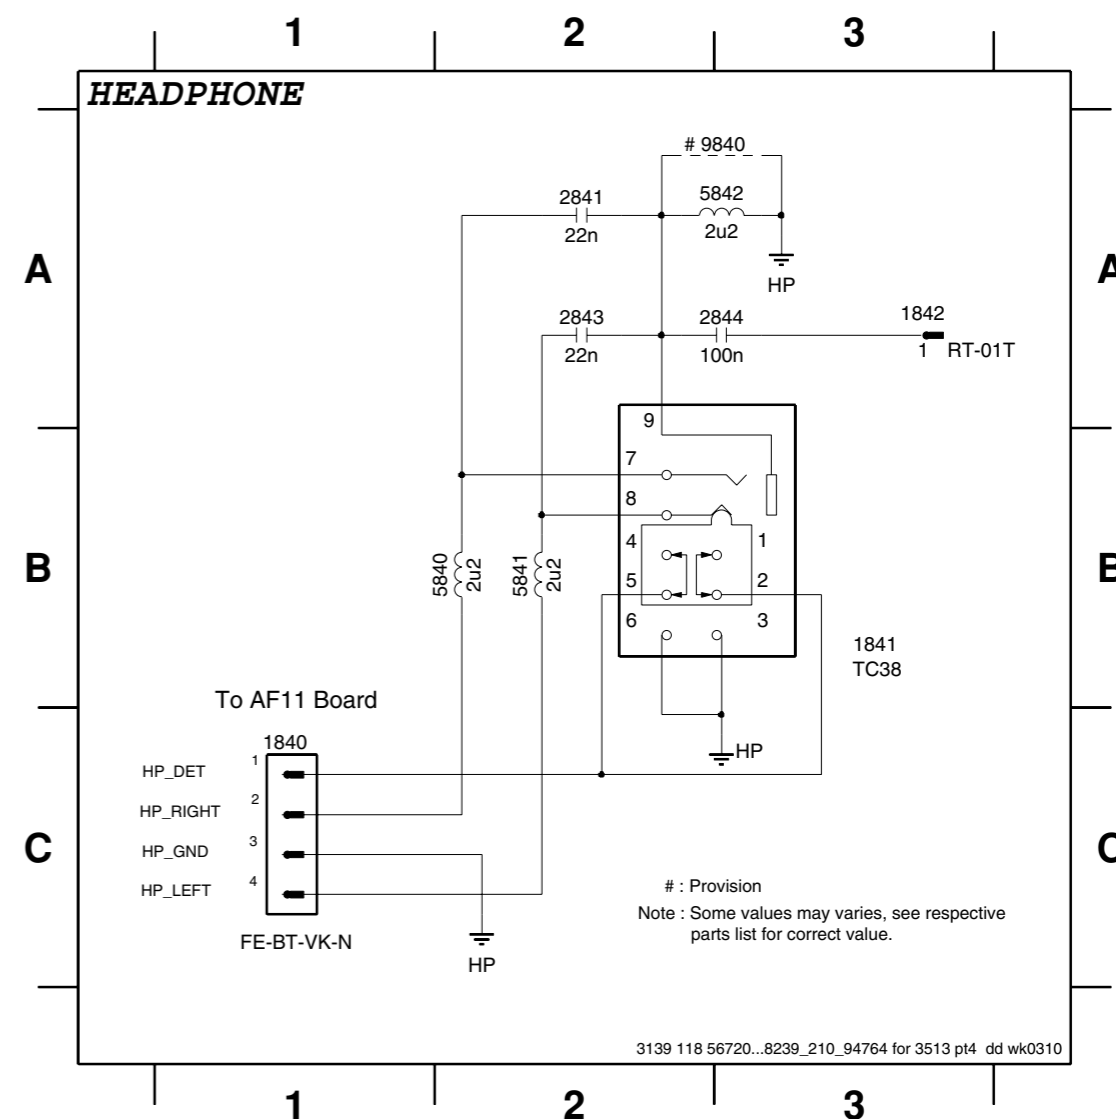 1 2 3
HEADPHONE
# 9840
2841
5842
22n
2u2
A
A
HP
2843
2844
1842
22n
100n
1 RT-01T
9
7
8
4
1
B
B
5840
2u2
5841
2u2
5
2
6
3
1841
TC38
To AF11 Board
1840
HP
HP_DET
1
HP_RIGHT
2
C
C
HP_GND
3
HP_LEFT
4
# : Provision
Note : Some values may varies, see respective
parts list for correct value.
FE-BT-VK-N
HP
3139 118 56720...8239_210_94764 for 3513 pt4 dd wk0310
1 2 3